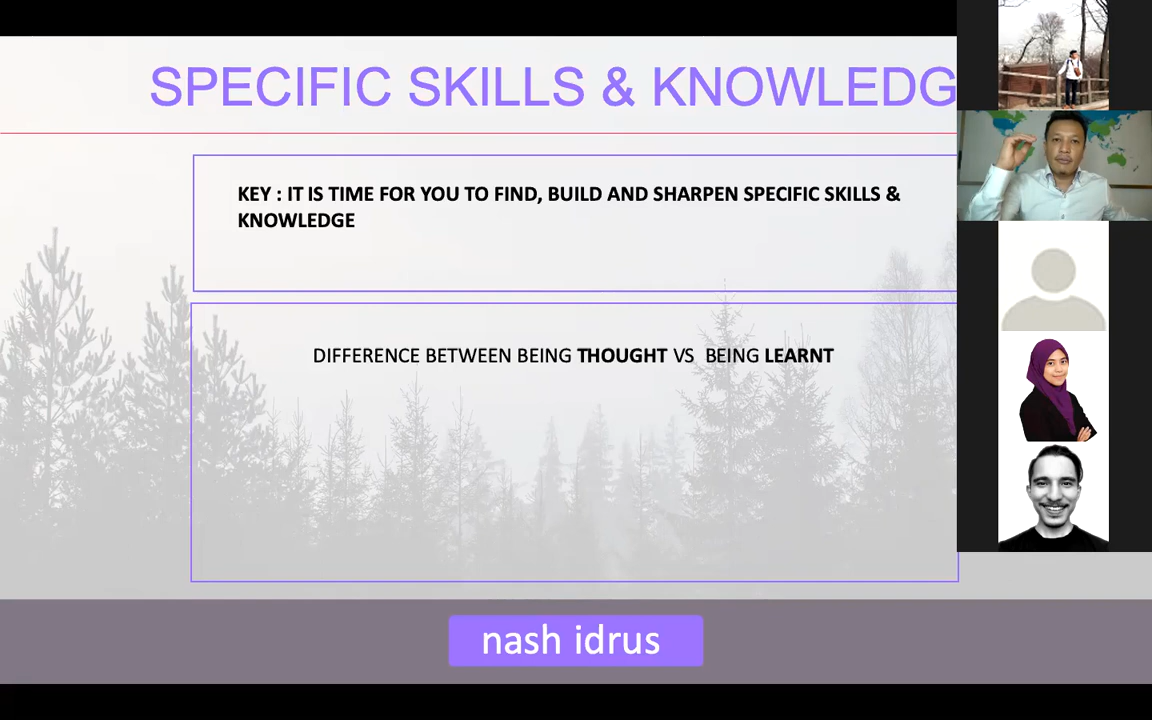 SPECIFIC SKILLS & KNOWLEDG
KEY : IT IS TIME FOR YOU TO FIND, BUILD AND SHARPEN SPECIFIC SKILLS &
KNOWLEDGE
DIFFERENCE BETWEEN BEING THOUGHT VS BEING LEARNT
nash idrus